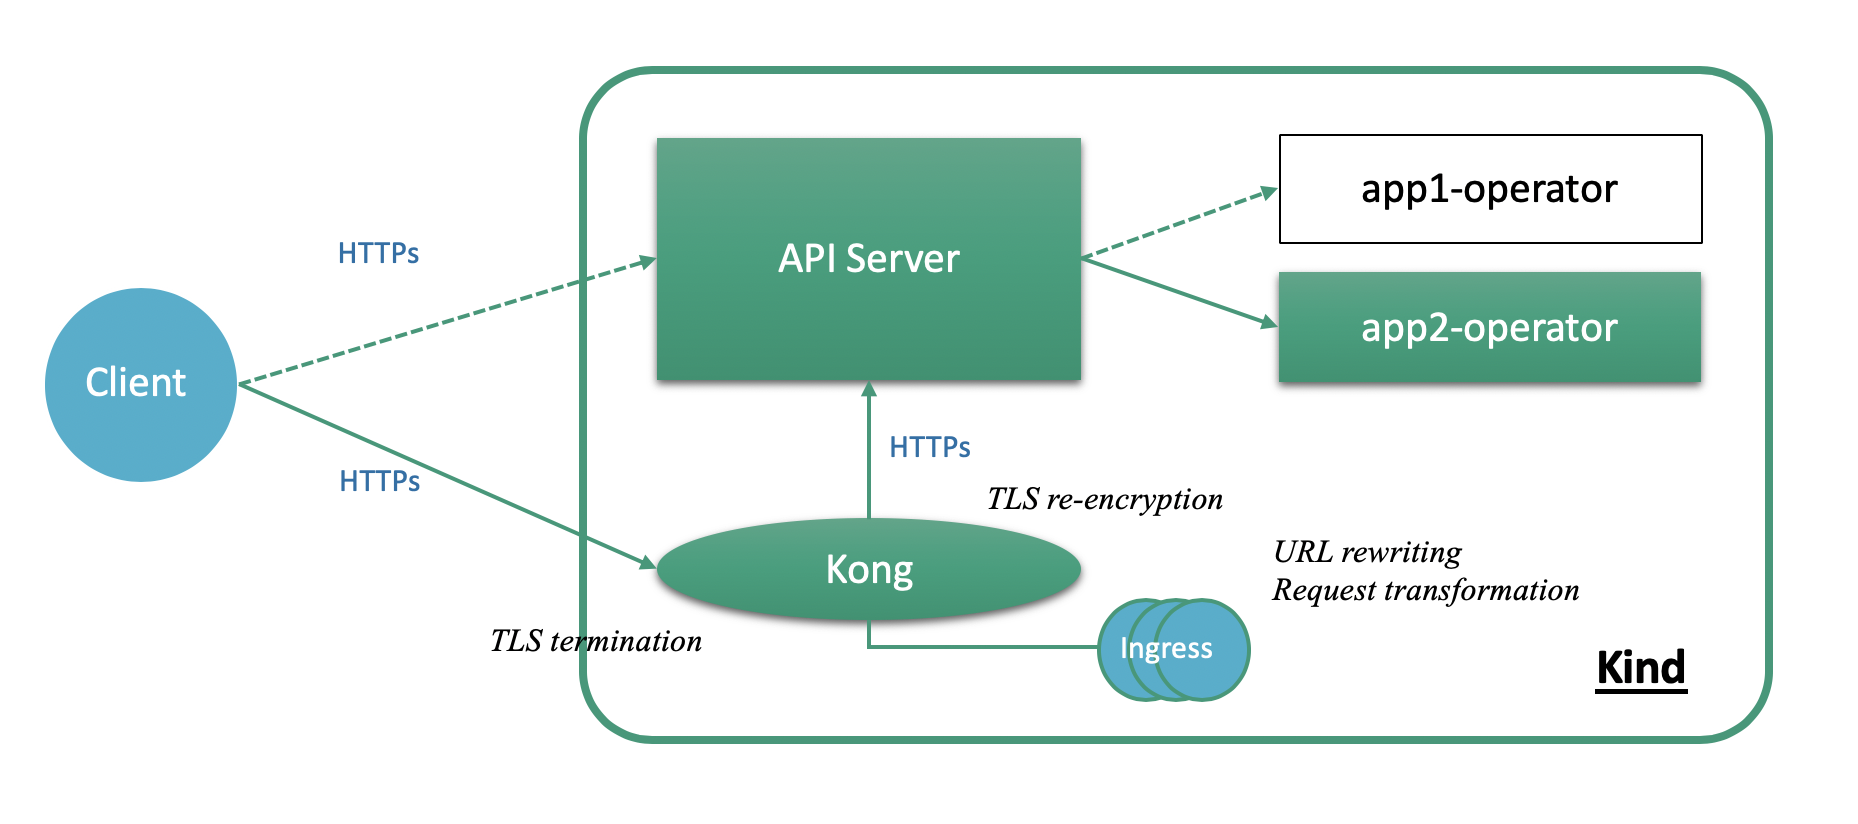 HTTPs
API Server
app1-operator
app2-operator
Client
HTTPs
HTTPs
TLS re-encryption
Kong
URL rewriting
Request transformation
TLS termination
Ingress
Kind